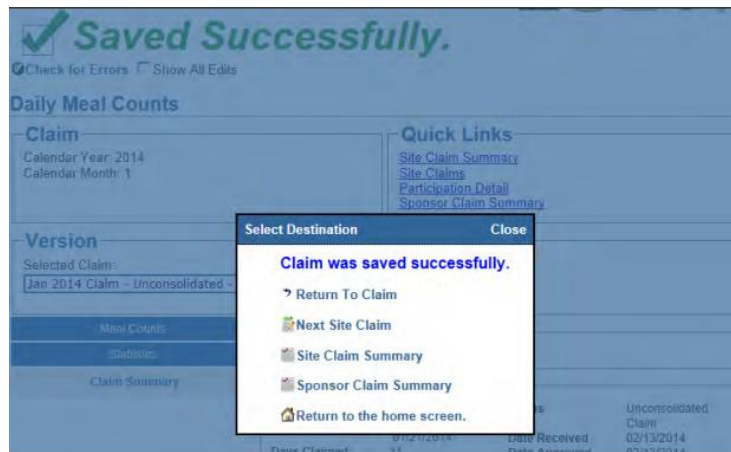 Saved Successfully.
Check for Errors Show All Edits
Daily Meal Counts
Claim
Calendar Year: 2014
Calendar Month: 1
Quick Links
Site Claim Summary
Site Claims
Participation Detail
Sponsor Claim Summary
Version
Selected Claim:
Jan 2014 Claim - Unconsolidated -
Meal Counts
Statistics
Claim Summary
Select Destination Close
Claim was saved successfully.
Return To Claim
Next Site Claim
Site Claim Summary
Sponsor Claim Summary
Return to the home screen.
Unconsolidated
Claim
01/21/2014 Date Received 02/13/2014
Days Claimed